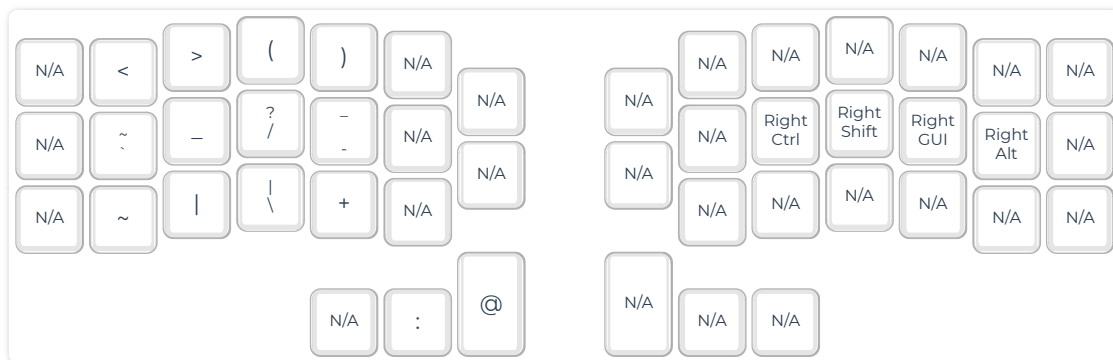 N/A < > ( ) N/A N/A
N/A N/A N/A N/A N/A N/A N/A
N/A ~ ` _ ? / _ - N/A N/A
N/A N/A Right Ctrl Right Shift Right GUI Right Alt N/A
N/A ~ | | \ + N/A
N/A N/A N/A N/A N/A N/A
N/A : @
N/A N/A N/A